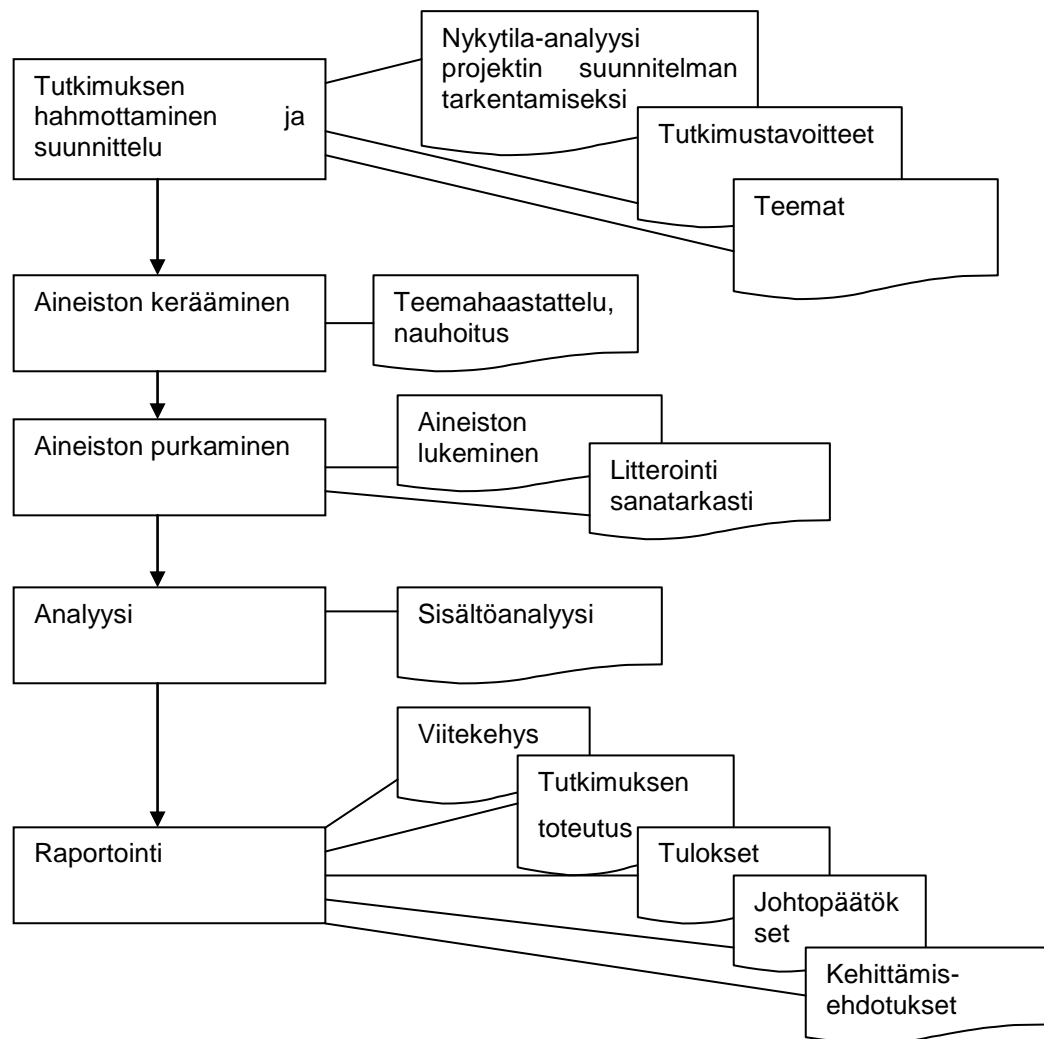 Nykytila-analyysi
projektin suunnitelman
tarkentamiseksi
Tutkimuksen
hahmottaminen ja
suunnittelu
Tutkimustavoitteet
Teemat
Aineiston kerääminen
Teemahaastattelu,
nauhoitus
Aineiston purkaminen
Aineiston
lukeminen
Litterointi
sanatarkasti
Analyysi
Sisältöanalyysi
Viitekehys
Tutkimuksen
toteutus
Raportointi
Tulokset
Johtopäätök
set
Kehittämis-
ehdotukset